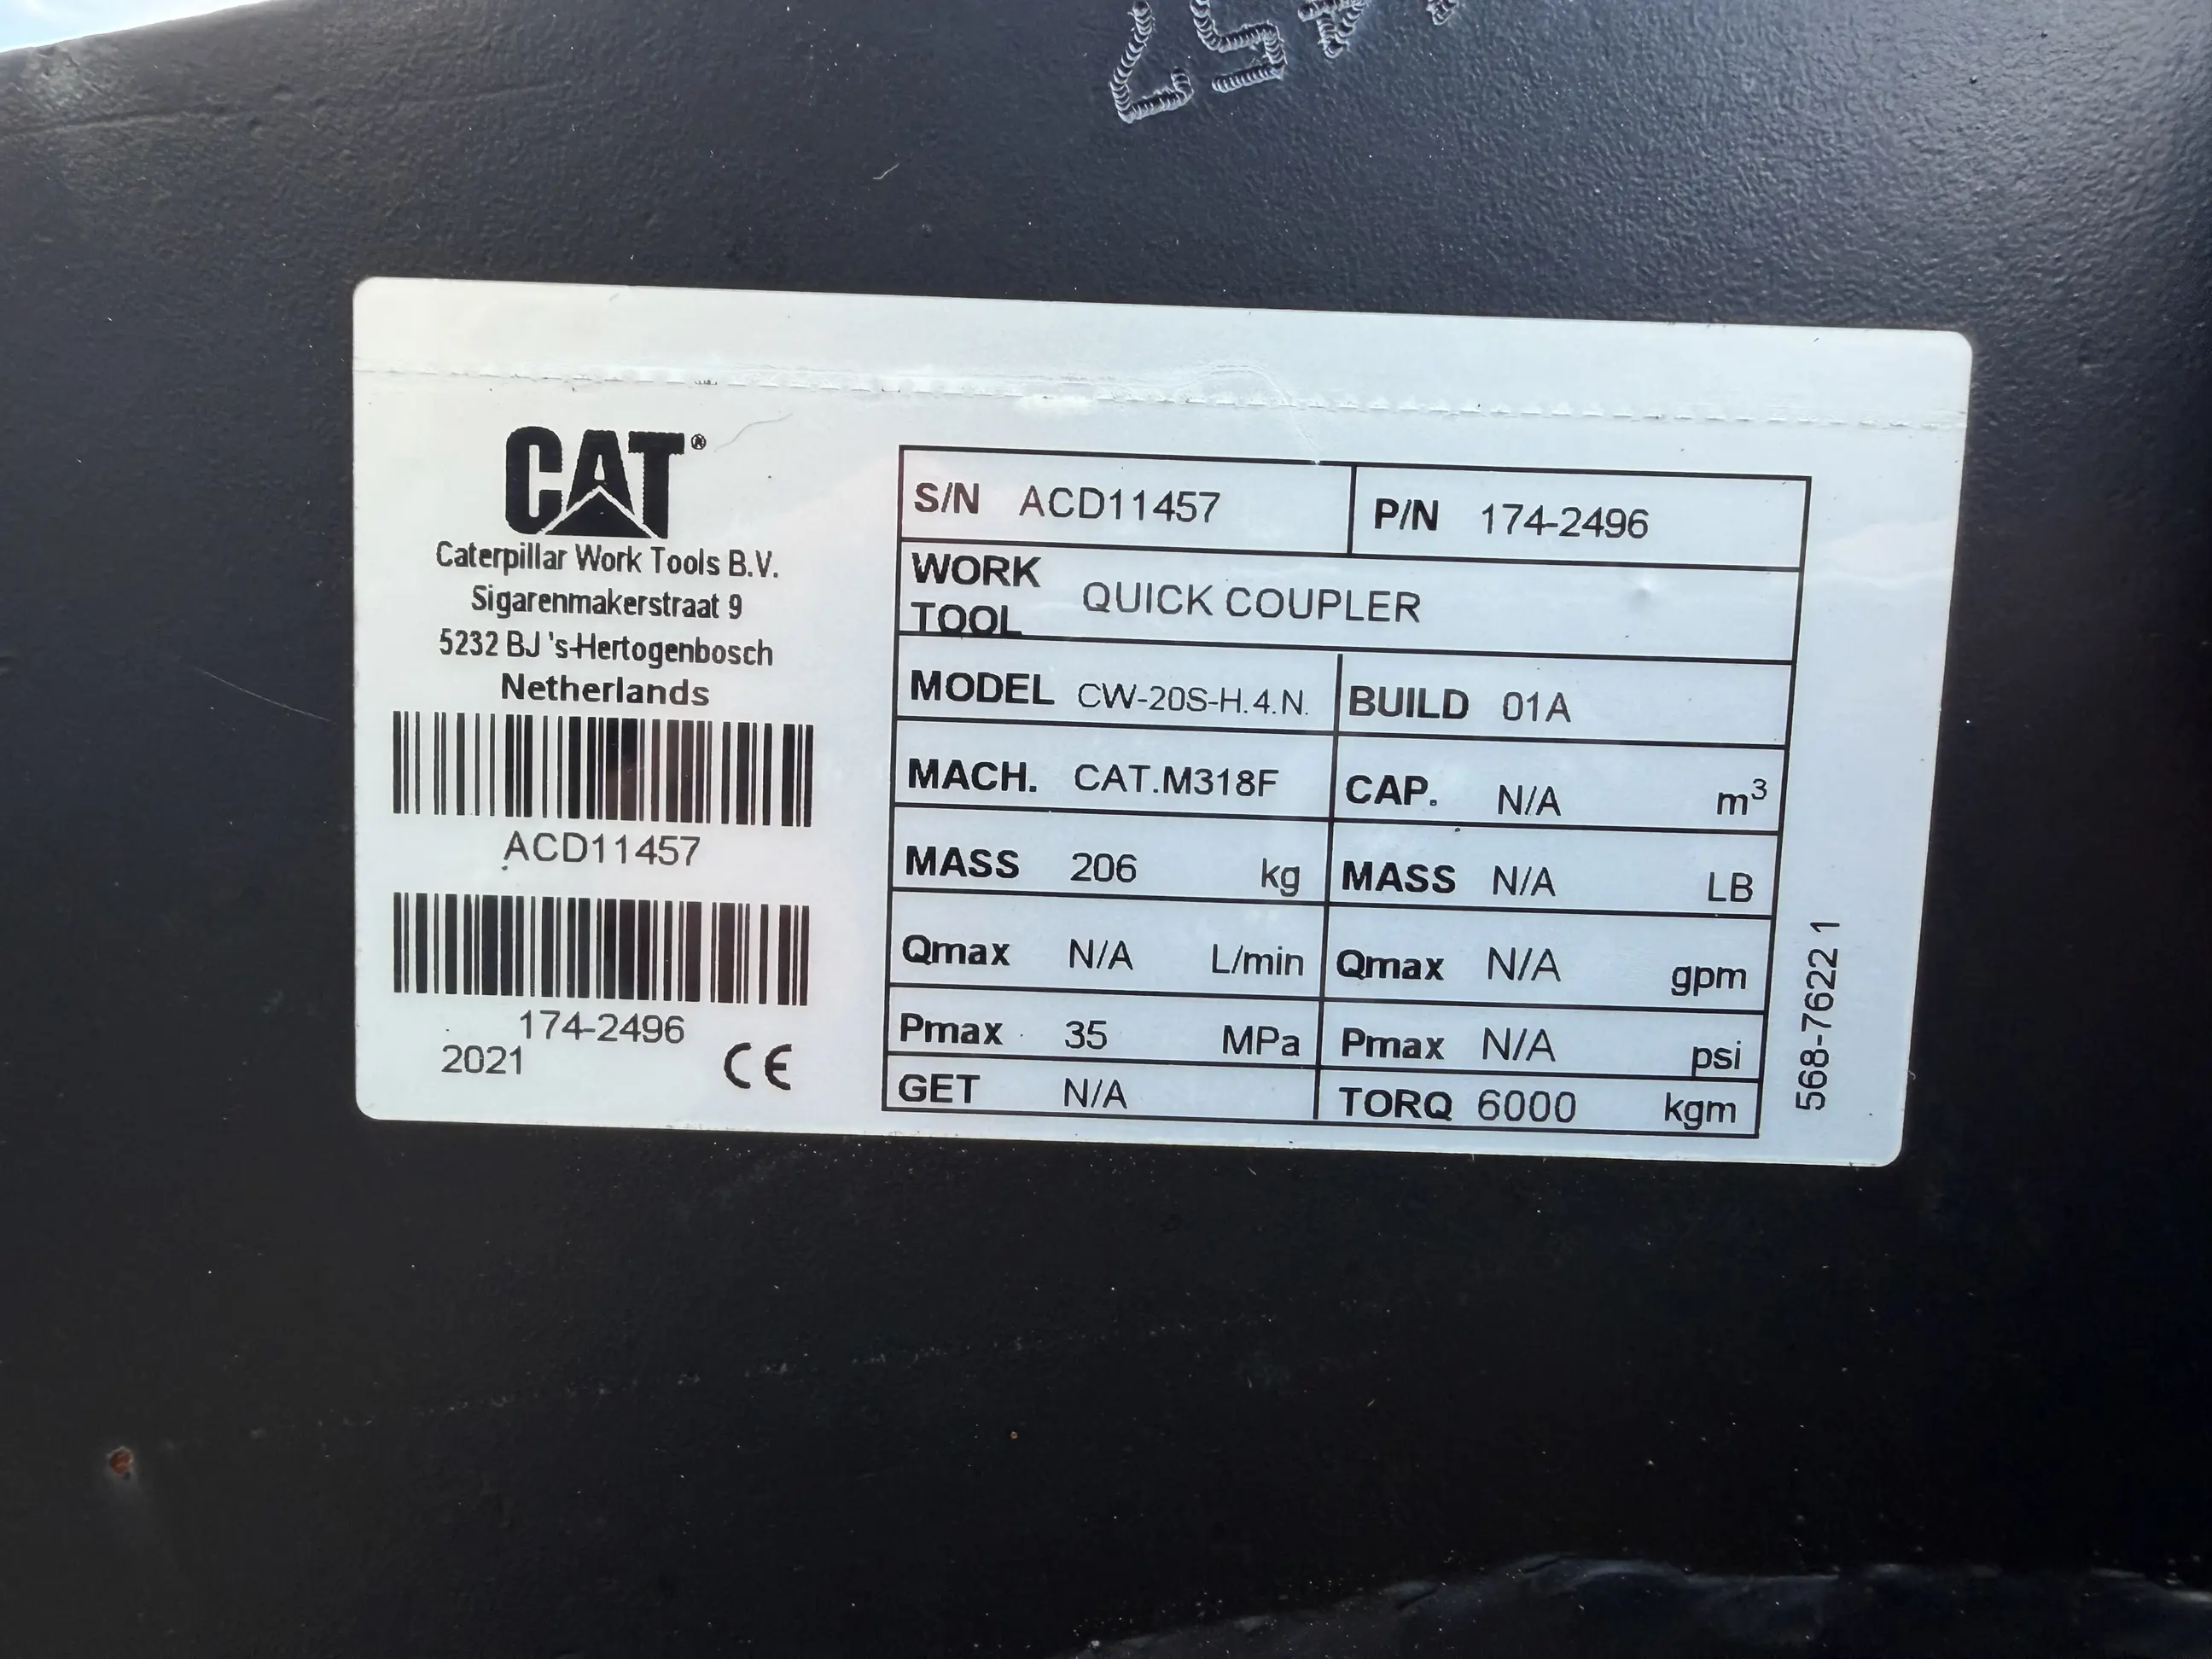 457
CAT®
Caterpillar Work Tools B.V.
Sigarenmakerstraat 9
5232 BJ 's-Hertogenbosch
Netherlands
ACD11457
174-2496
2021 CE
S/N ACD11457 P/N 174-2496
WORK TOOL QUICK COUPLER
MODEL CW-20S-H.4.N. BUILD 01A
MACH. CAT.M318F CAP. N/A m³
MASS 206 kg MASS N/A LB
Qmax N/A L/min Qmax N/A gpm
Pmax 35 MPa Pmax N/A psi
GET N/A TORQ 6000 kgm
568-7622 1